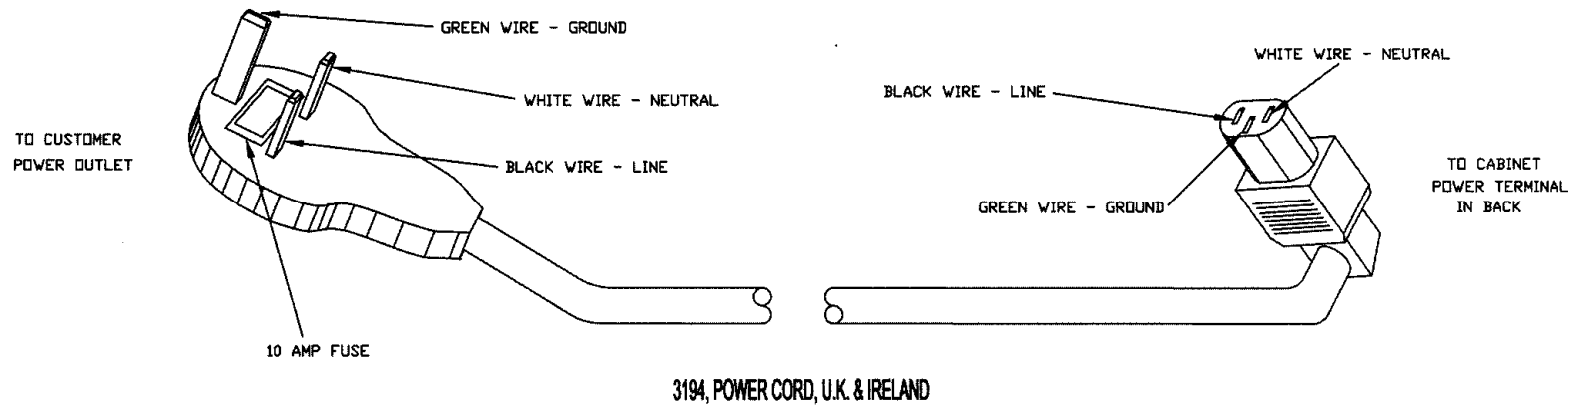 GREEN WIRE - GROUND
WHITE WIRE - NEUTRAL
BLACK WIRE - LINE
TO CUSTOMER
POWER OUTLET
10 AMP FUSE
WHITE WIRE - NEUTRAL
BLACK WIRE - LINE
GREEN WIRE - GROUND
TO CABINET
POWER TERMINAL
IN BACK
3194, POWER CORD, U.K. & IRELAND